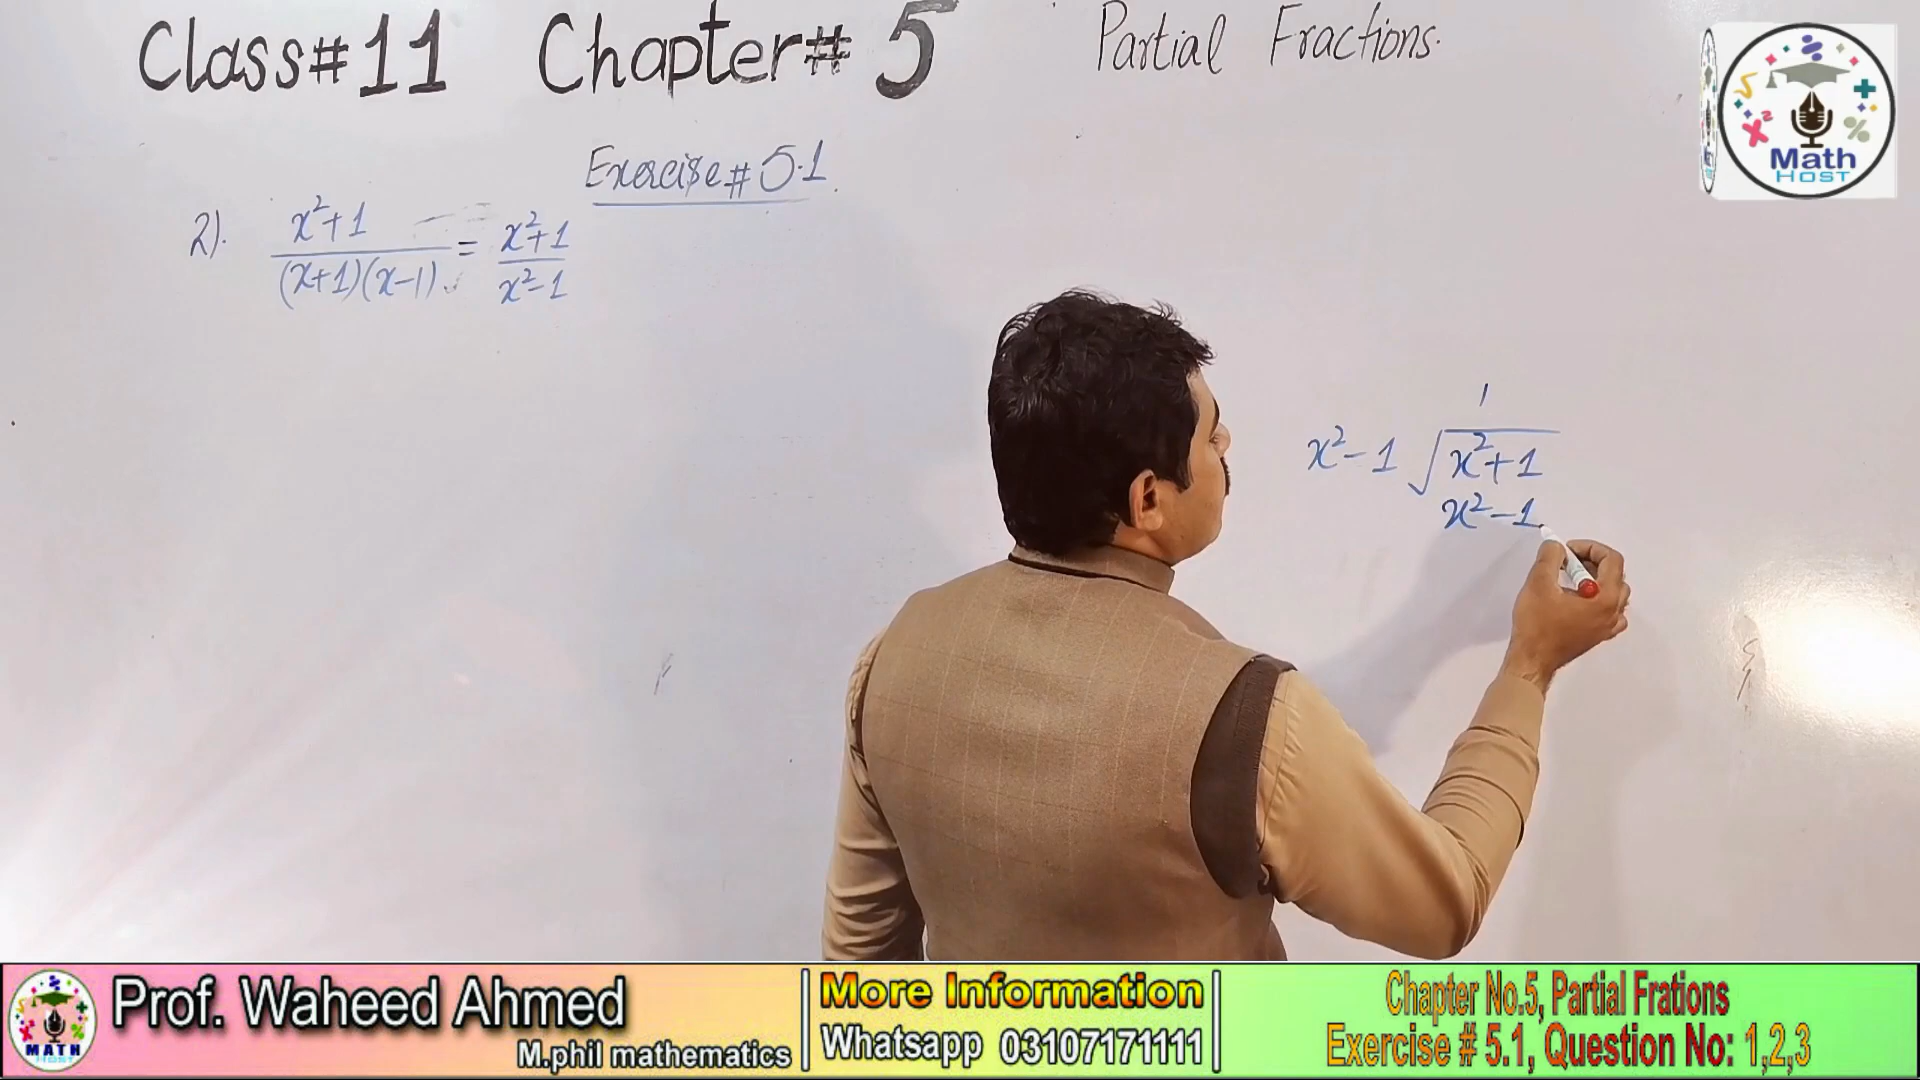 Class#11 Chapter#5 Partial Fractions.
Math
HOST
Exercise#5.1
2). x²+1 / (x+1)(x-1) = x²+1 / x²-1
1
x²-1 √x²+1
x²-1
Prof. Waheed Ahmed
M.phil mathematics
MATH
HOST
More Information
Whatsapp 03107171111
Chapter No.5, Partial Frations
Exercise # 5.1, Question No: 1,2,3